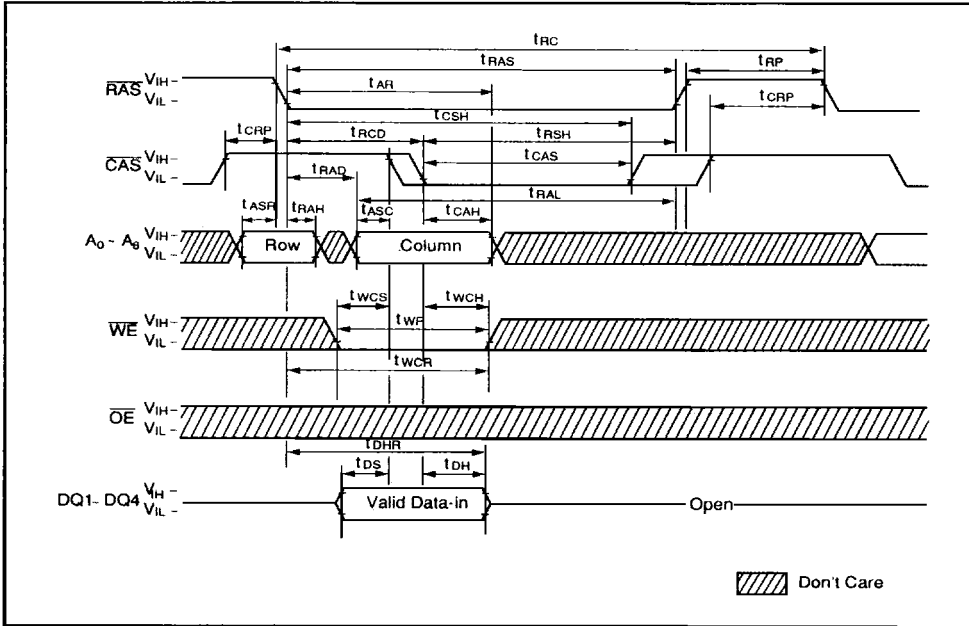 tRC
tRAS
tRP
tAR
tCRP
RAS VIH
VIL
tCSH
tCRP
tRCD
tRSH
CAS VIH
VIL
tCAS
tRAD
tRAL
tASR
tRAH
tASC
tCAH
A0 ~ A8 VIH
VIL
Row
Column
tWCS
tWCH
WE VIH
VIL
tWP
tWCR
OE VIH
VIL
tDHR
tDS
tDH
DQ1~ DQ4 VIH
VIL
Valid Data-in
Open
Don't Care